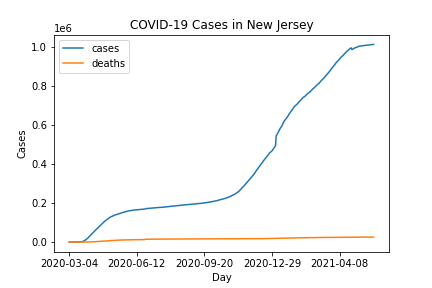 COVID-19 Cases in New Jersey
1e6
cases
deaths
1.0
0.8
0.6
0.4
0.2
0.0
Cases
2020-03-04 2020-06-12 2020-09-20 2020-12-29 2021-04-08
Day